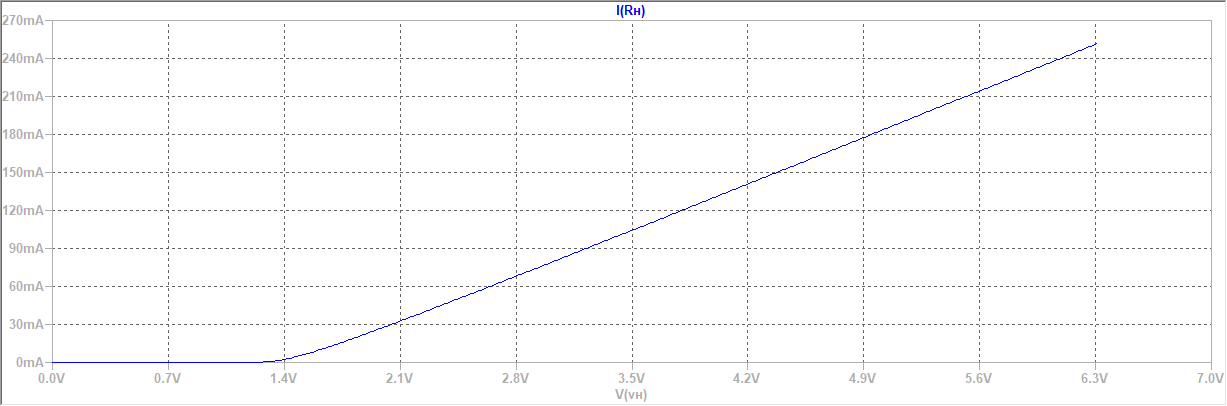 I(Rн)
270mA
240mA
210mA
180mA
150mA
120mA
90mA
60mA
30mA
0mA
0.0V 0.7V 1.4V 2.1V 2.8V 3.5V 4.2V 4.9V 5.6V 6.3V 7.0V
V(vн)